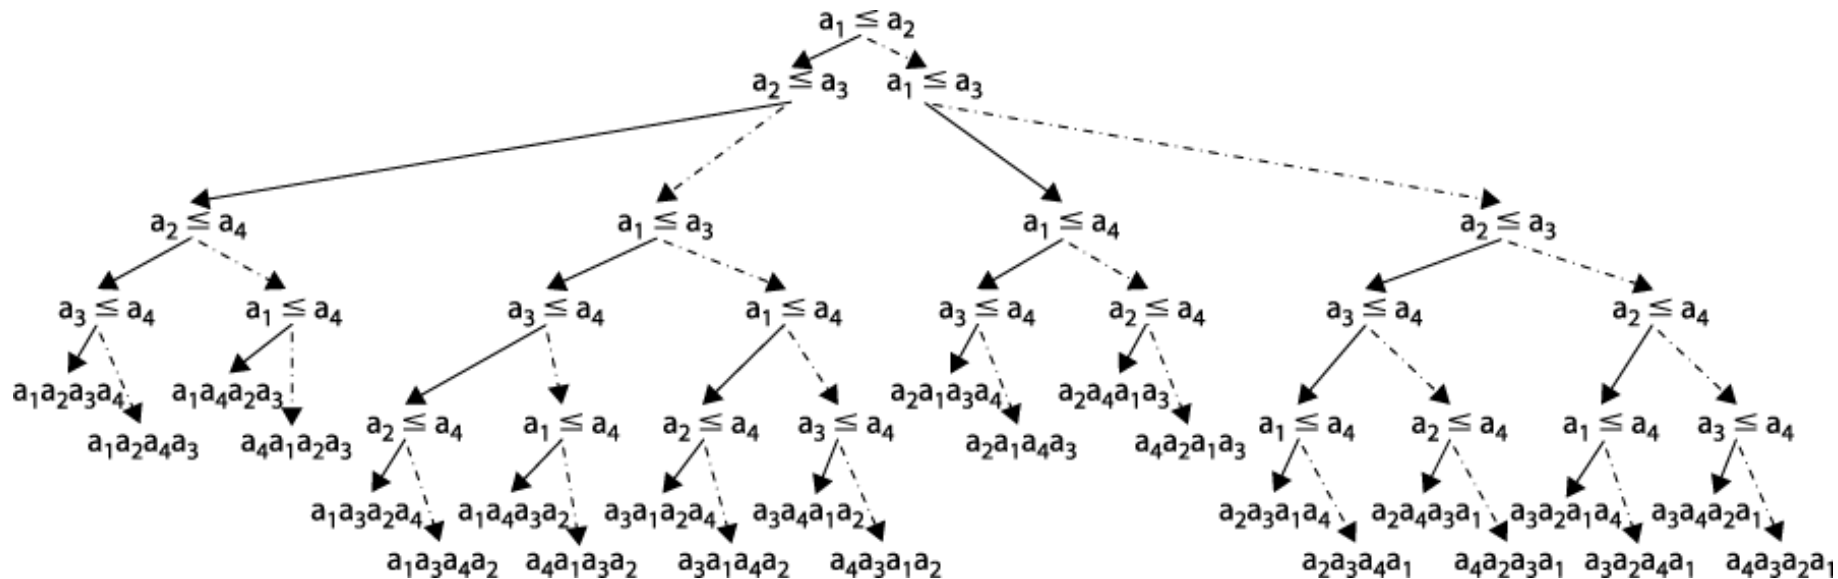 a₁ ≤ a₂
a₂ ≤ a₃ a₁ ≤ a₃
a₂ ≤ a₄ a₁ ≤ a₃ a₁ ≤ a₄ a₂ ≤ a₃
a₃ ≤ a₄ a₁ ≤ a₄ a₃ ≤ a₄ a₁ ≤ a₄ a₃ ≤ a₄ a₂ ≤ a₄ a₃ ≤ a₄ a₂ ≤ a₄
a₁a₂a₃a₄ a₁a₄a₂a₃ a₂a₁a₃a₄ a₂a₄a₁a₃
a₂ ≤ a₄ a₁ ≤ a₄ a₂ ≤ a₄ a₃ ≤ a₄ a₁ ≤ a₄ a₂ ≤ a₄ a₁ ≤ a₄ a₃ ≤ a₄
a₁a₂a₄a₃ a₄a₁a₂a₃ a₂a₁a₄a₃ a₄a₂a₁a₃
a₁a₃a₂a₄ a₁a₄a₃a₂ a₃a₁a₂a₄ a₃a₄a₁a₂ a₂a₃a₁a₄ a₂a₄a₃a₁ a₃a₂a₁a₄ a₃a₄a₂a₁
a₁a₃a₄a₂ a₄a₁a₃a₂ a₃a₁a₄a₂ a₄a₃a₁a₂ a₂a₃a₄a₁ a₄a₂a₃a₁ a₃a₂a₄a₁ a₄a₃a₂a₁